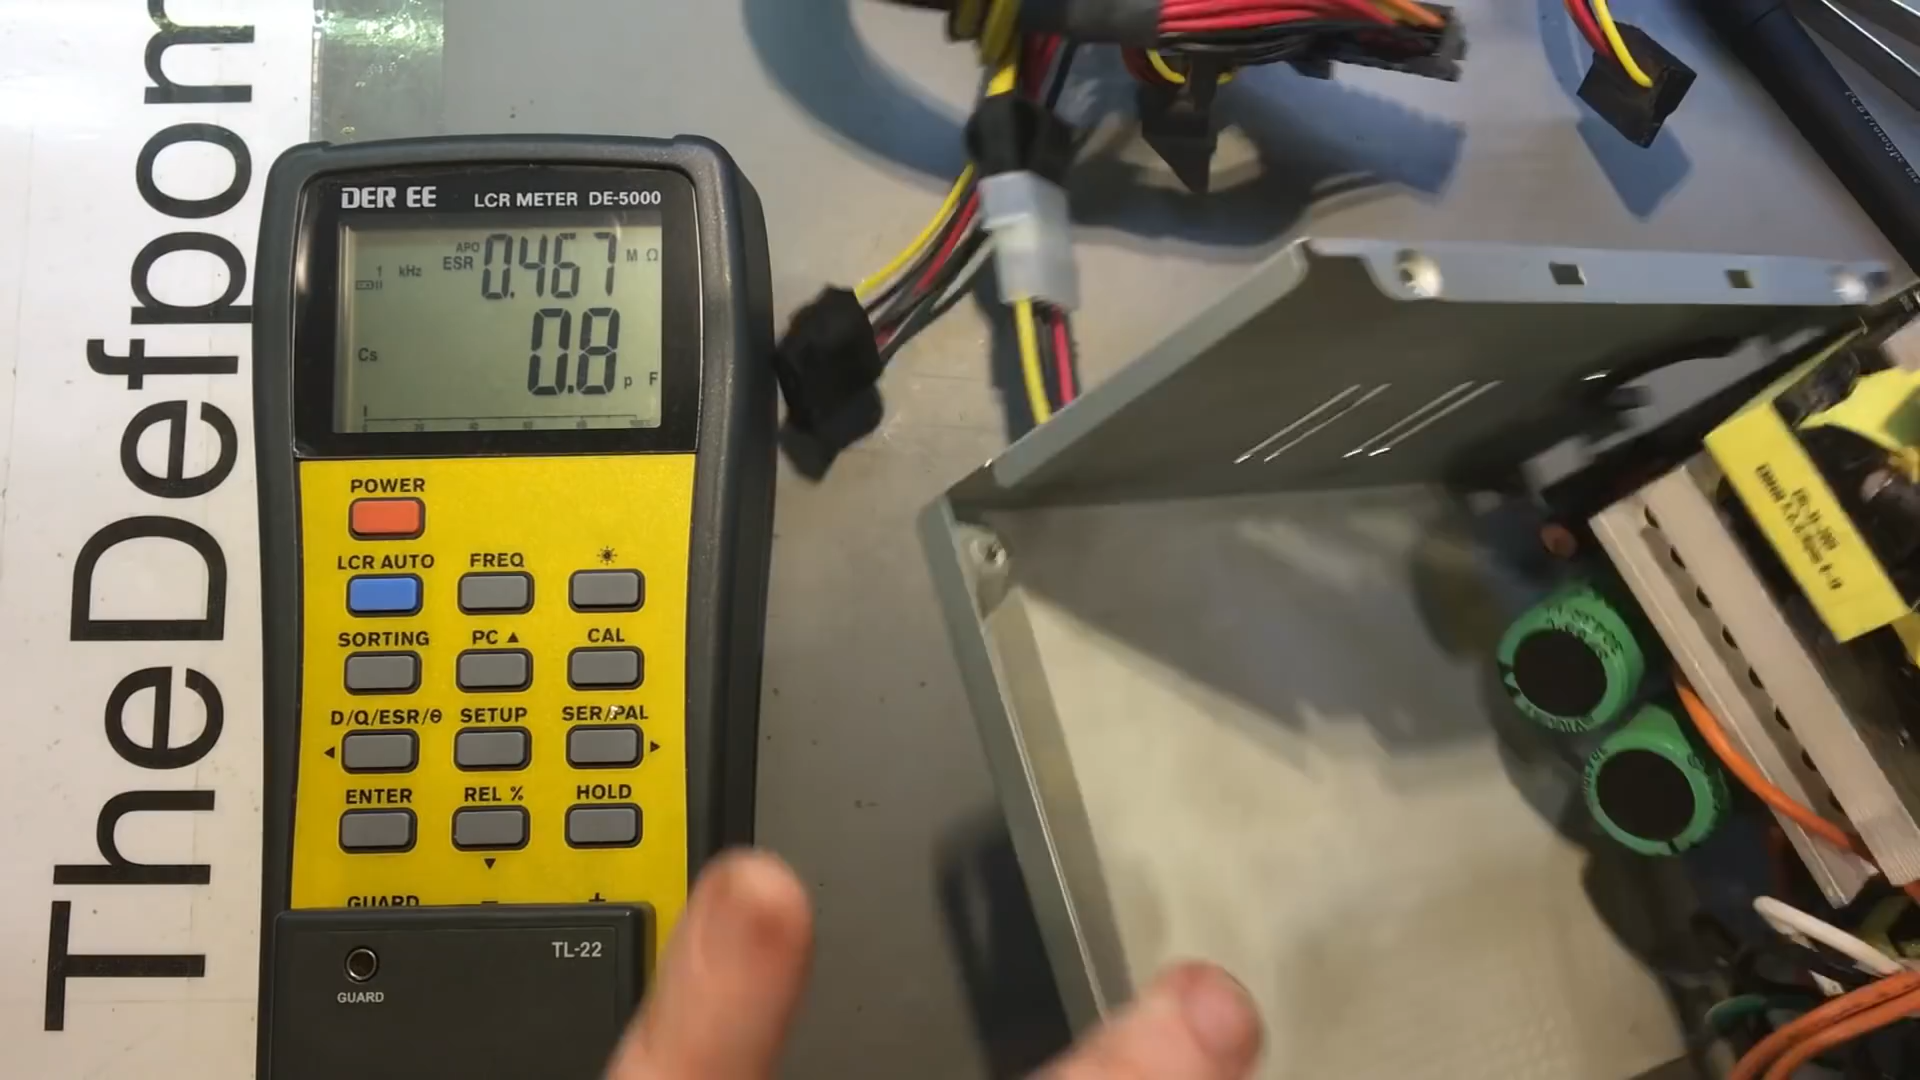 TheDefpom
DER EE
LCR METER DE-5000
APO
1 kHz ESR 0.467 M Ω
Cs 0.8 p F
POWER
LCR AUTO FREQ
SORTING PC ▲ CAL
D/Q/ESR/θ SETUP SER/PAL
ENTER REL % HOLD
GUARD - +
TL-22
GUARD